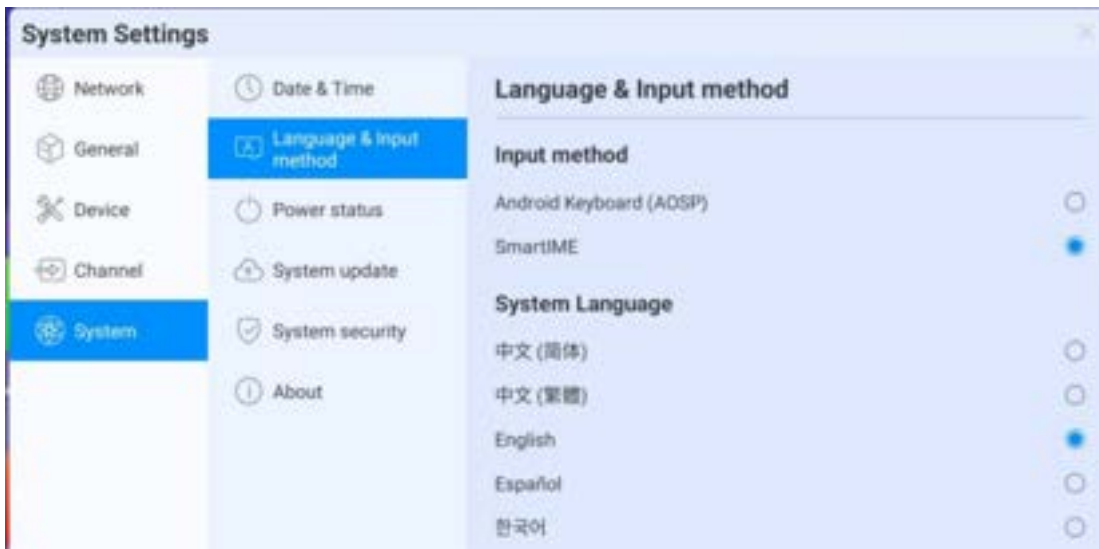 System Settings
Network
General
Device
Channel
System
Date & Time
Language & Input
method
Power status
System update
System security
About
Language & Input method
Input method
Android Keyboard (AOSP)
SmartIME
System Language
中文 (简体)
中文 (繁體)
English
Español
한국어